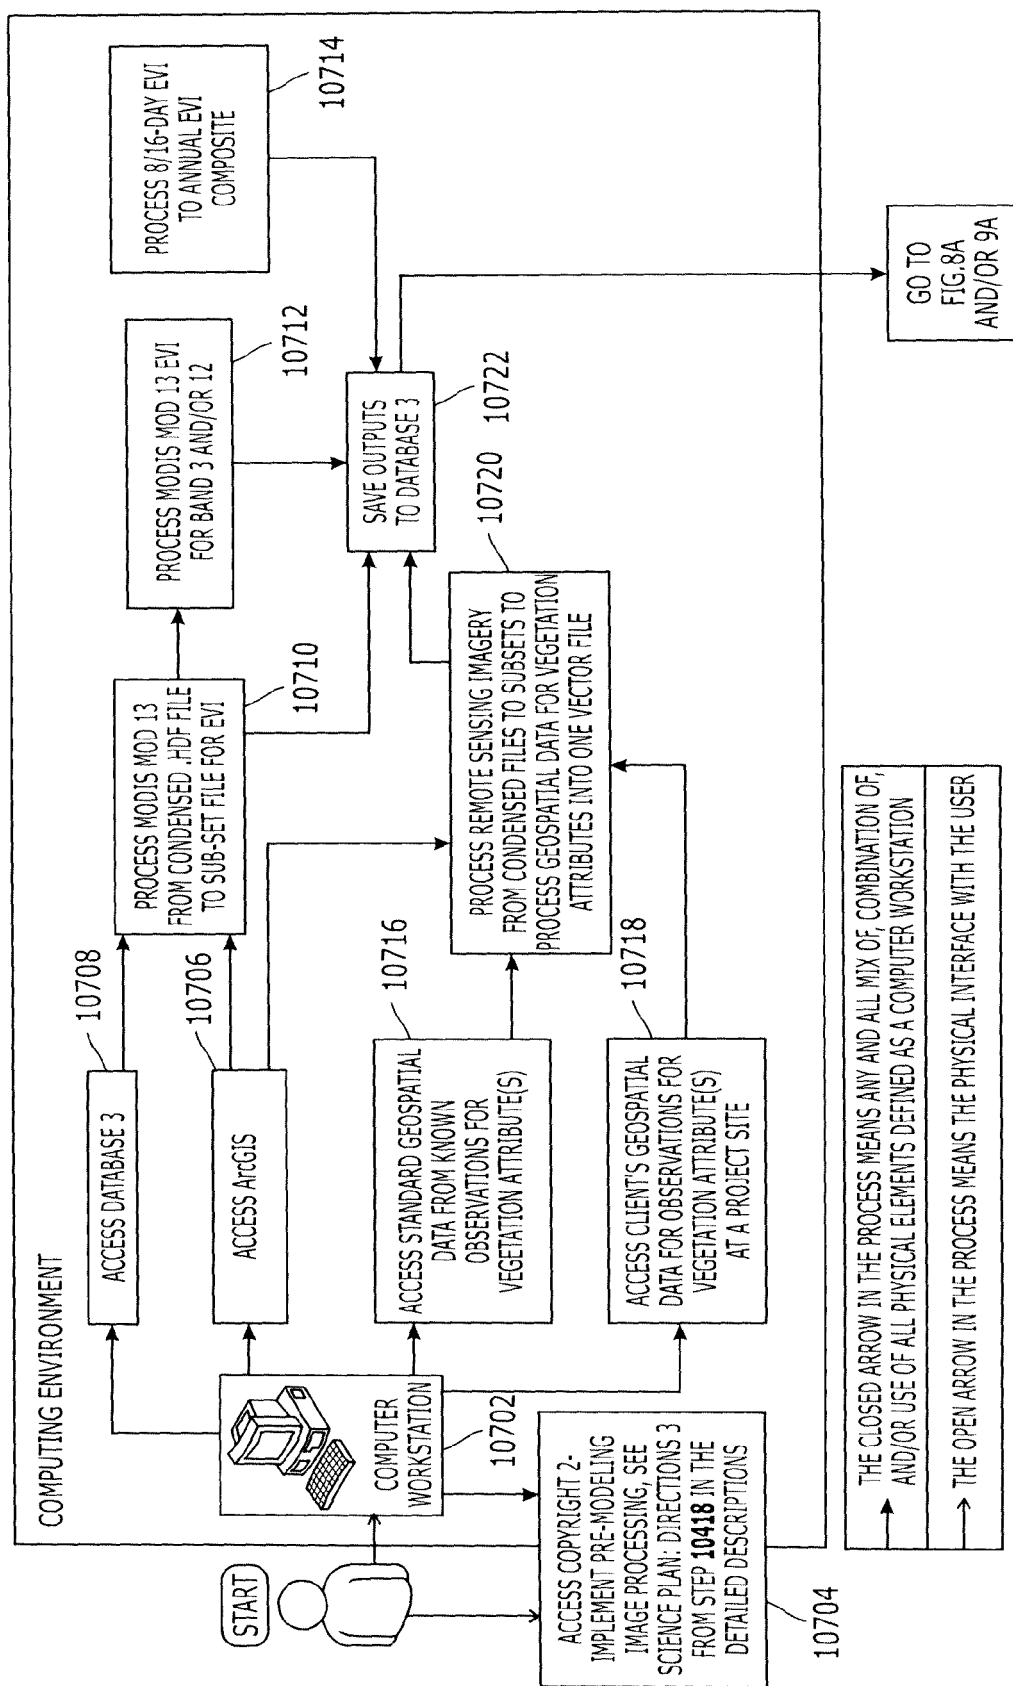 COMPUTING ENVIRONMENT
START
COMPUTER
WORKSTATION
10702
ACCESS COPYRIGHT 2-
IMPLEMENT PRE-MODELING
IMAGE PROCESSING, SEE
SCIENCE PLAN: DIRECTIONS 3
FROM STEP 10418 IN THE
DETAILED DESCRIPTIONS
10704
ACCESS DATABASE 3
10708
ACCESS ArcGIS
10706
ACCESS STANDARD GEOSPATIAL
DATA FROM KNOWN
OBSERVATIONS FOR
VEGETATION ATTRIBUTE(S)
10716
ACCESS CLIENT'S GEOSPATIAL
DATA FOR OBSERVATIONS FOR
VEGETATION ATTRIBUTE(S)
AT A PROJECT SITE
10718
PROCESS MODIS MOD 13
FROM CONDENSED .HDF FILE
TO SUB-SET FILE FOR EVI
10710
PROCESS REMOTE SENSING IMAGERY
FROM CONDENSED FILES TO SUBSETS TO
PROCESS GEOSPATIAL DATA FOR VEGETATION
ATTRIBUTES INTO ONE VECTOR FILE
10720
PROCESS MODIS MOD 13 EVI
FOR BAND 3 AND/OR 12
10712
SAVE OUTPUTS
TO DATABASE 3
10722
PROCESS 8/16-DAY EVI
TO ANNUAL EVI
COMPOSITE
10714
GO TO
FIG.8A
AND/OR 9A
THE CLOSED ARROW IN THE PROCESS MEANS ANY AND ALL MIX OF, COMBINATION OF,
AND/OR USE OF ALL PHYSICAL ELEMENTS DEFINED AS A COMPUTER WORKSTATION
THE OPEN ARROW IN THE PROCESS MEANS THE PHYSICAL INTERFACE WITH THE USER